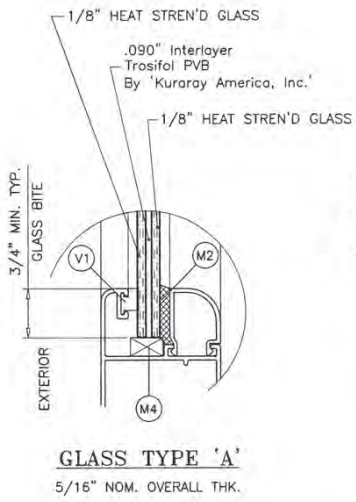 1/8" HEAT STREN'D GLASS
.090" Interlayer
Trosifol PVB
By 'Kuraray America, Inc.'
1/8" HEAT STREN'D GLASS
3/4" MIN. TYP.
GLASS BITE
V1
M2
EXTERIOR
M4
GLASS TYPE 'A'
5/16" NOM. OVERALL THK.